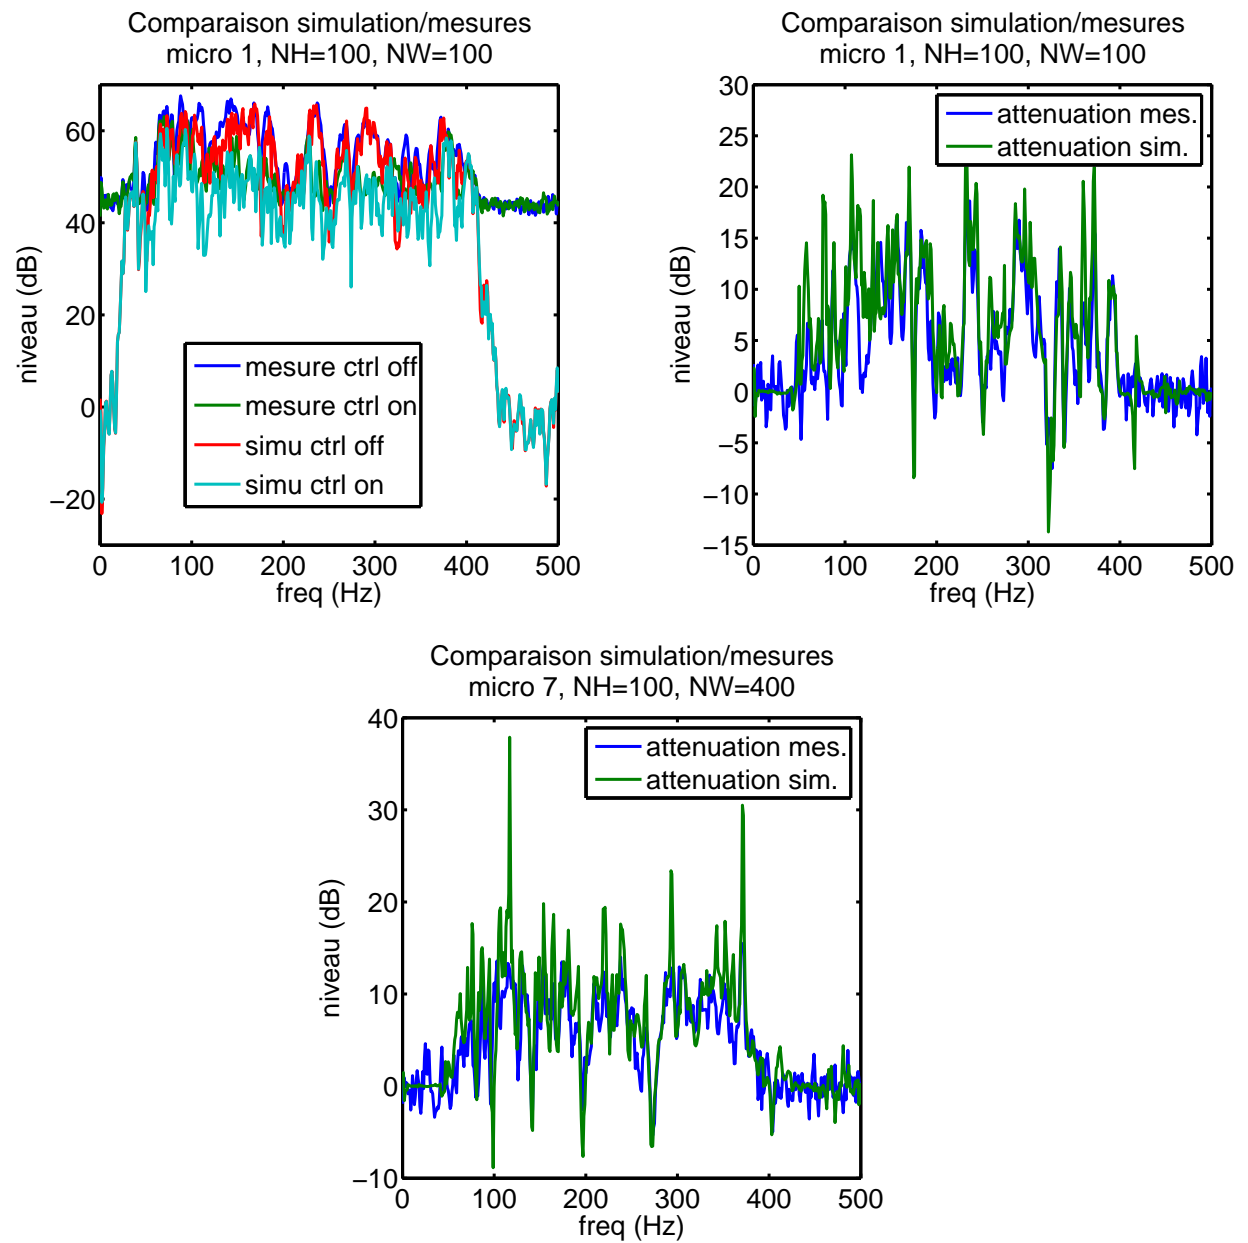 Comparaison simulation/mesures
micro 1, NH=100, NW=100
niveau (dB)
60
40
20
0
−20
mesure ctrl off
mesure ctrl on
simu ctrl off
simu ctrl on
0 100 200 300 400 500
freq (Hz)
Comparaison simulation/mesures
micro 1, NH=100, NW=100
niveau (dB)
30
25
20
15
10
5
0
−5
−10
−15
attenuation mes.
attenuation sim.
0 100 200 300 400 500
freq (Hz)
Comparaison simulation/mesures
micro 7, NH=100, NW=400
niveau (dB)
40
30
20
10
0
−10
attenuation mes.
attenuation sim.
0 100 200 300 400 500
freq (Hz)